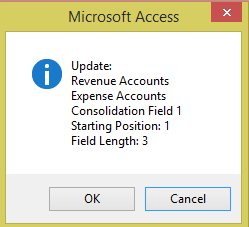 Microsoft Access
Update:
Revenue Accounts
Expense Accounts
Consolidation Field 1
Starting Position: 1
Field Length: 3
OK
Cancel